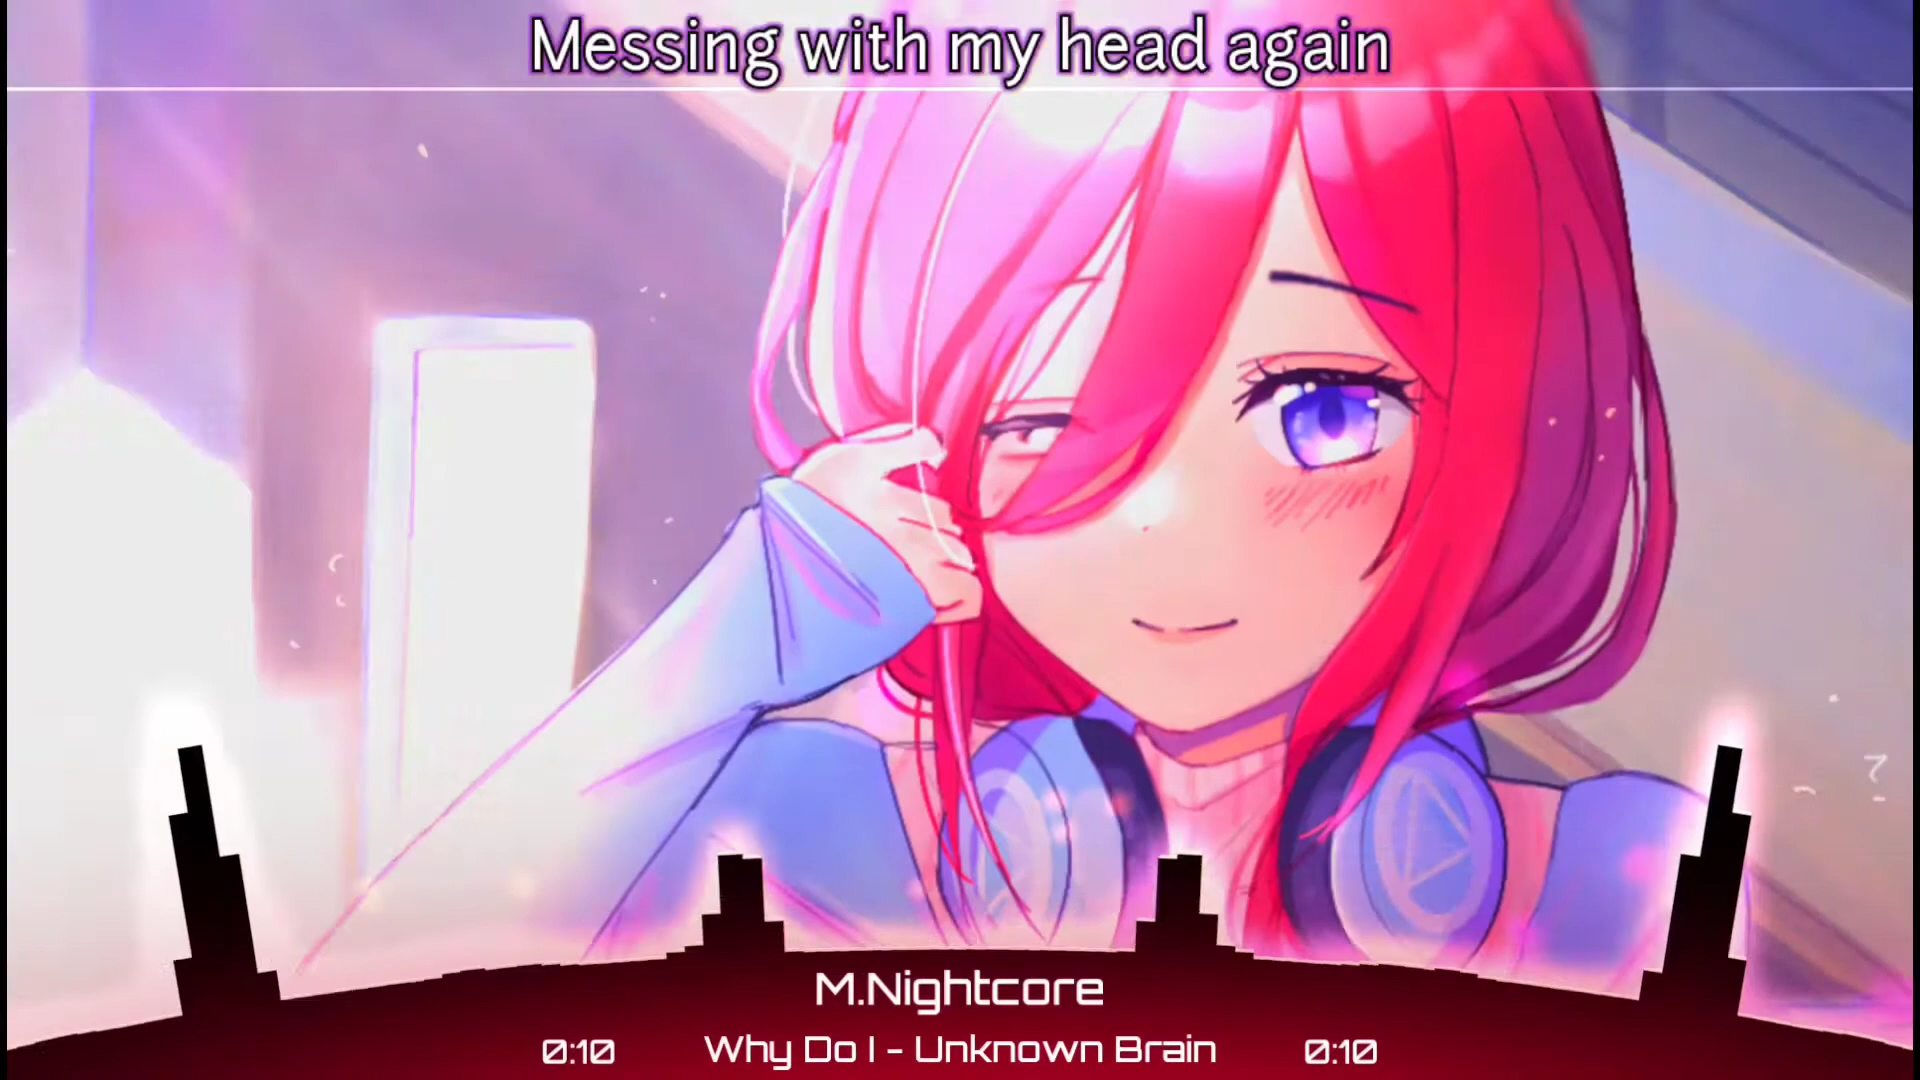 Messing with my head again
M.Nightcore
0:10 Why Do I - Unknown Brain 0:10